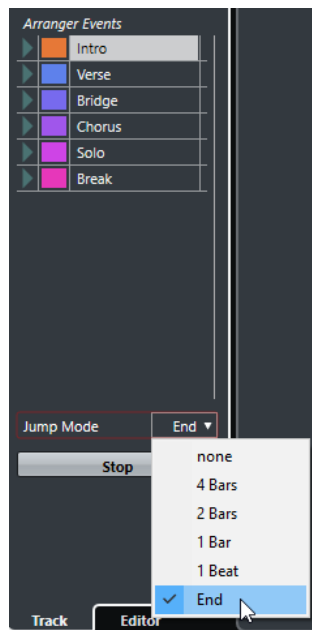 Arranger Events
Intro
Verse
Bridge
Chorus
Solo
Break
Jump Mode End
none
Stop
4 Bars
2 Bars
1 Bar
1 Beat
End
Track Editor